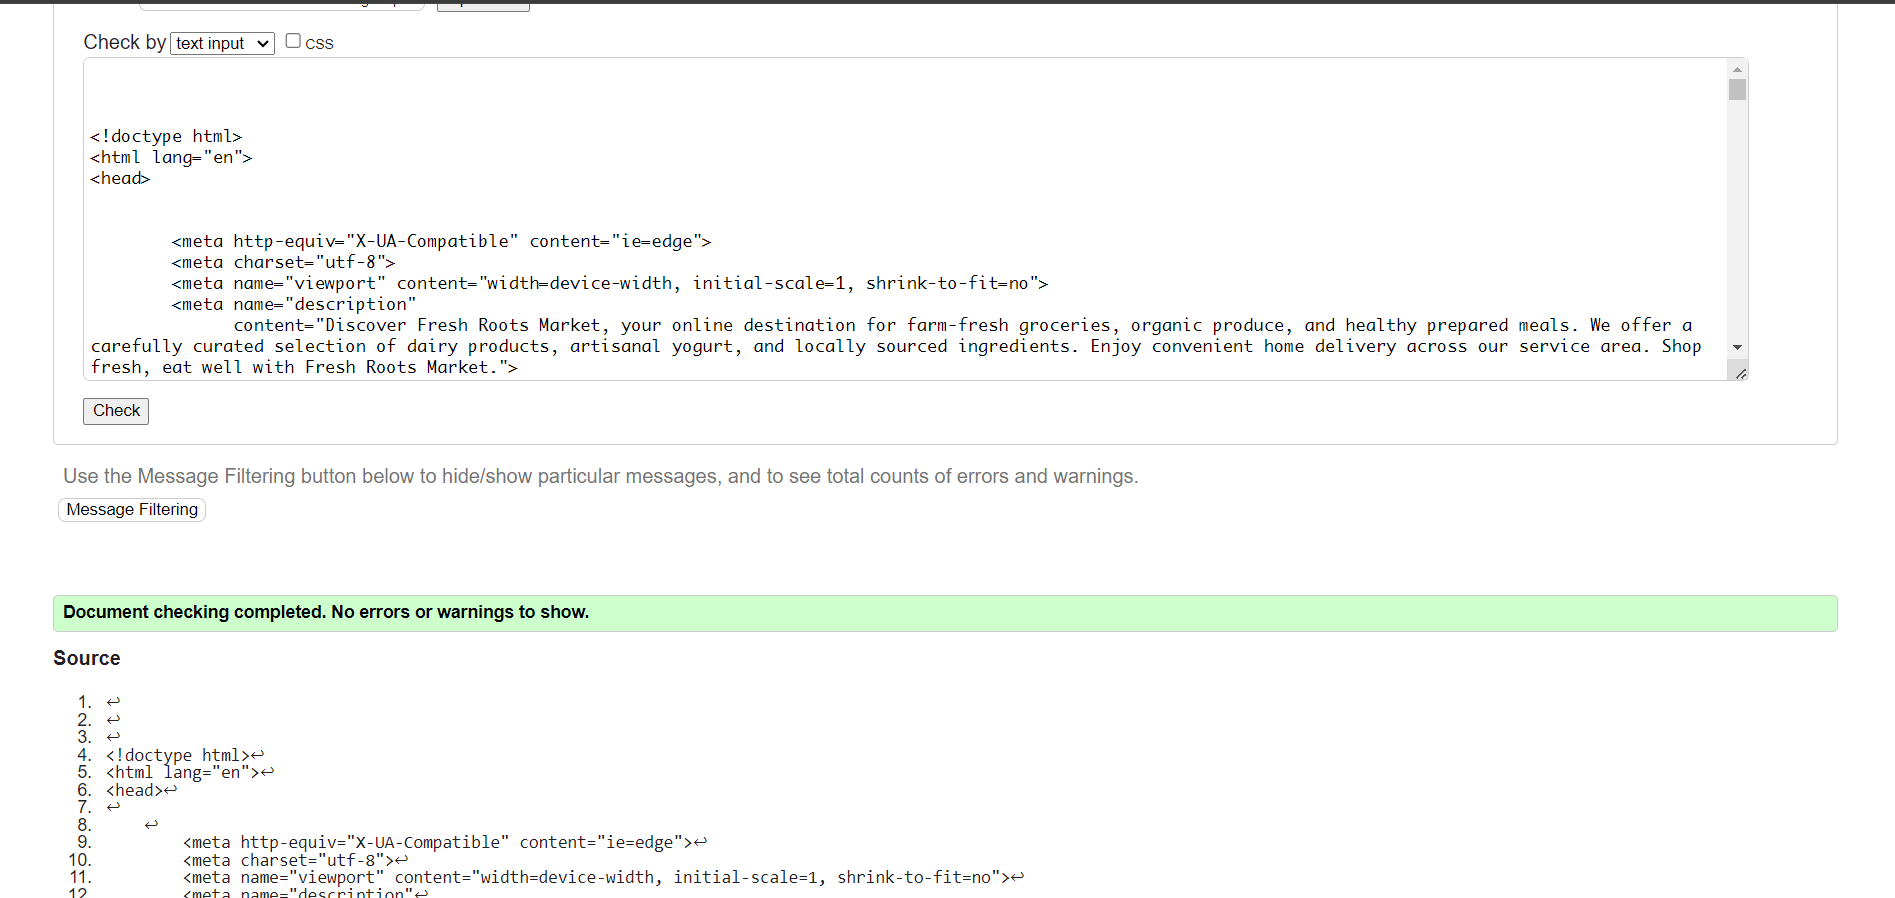 Check by text input CSS
<!doctype html>
<html lang="en">
<head>
<meta http-equiv="X-UA-Compatible" content="ie=edge">
<meta charset="utf-8">
<meta name="viewport" content="width=device-width, initial-scale=1, shrink-to-fit=no">
<meta name="description"
content="Discover Fresh Roots Market, your online destination for farm-fresh groceries, organic produce, and healthy prepared meals. We offer a
carefully curated selection of dairy products, artisanal yogurt, and locally sourced ingredients. Enjoy convenient home delivery across our service area. Shop
fresh, eat well with Fresh Roots Market.">
Check
Use the Message Filtering button below to hide/show particular messages, and to see total counts of errors and warnings.
Message Filtering
Document checking completed. No errors or warnings to show.
Source
1. ↩
2. ↩
3. ↩
4. <!doctype html>↩
5. <html lang="en">↩
6. <head>↩
7. ↩
8. ↩
9. <meta http-equiv="X-UA-Compatible" content="ie=edge">↩
10. <meta charset="utf-8">↩
11. <meta name="viewport" content="width=device-width, initial-scale=1, shrink-to-fit=no">↩
12. <meta name="description"↩